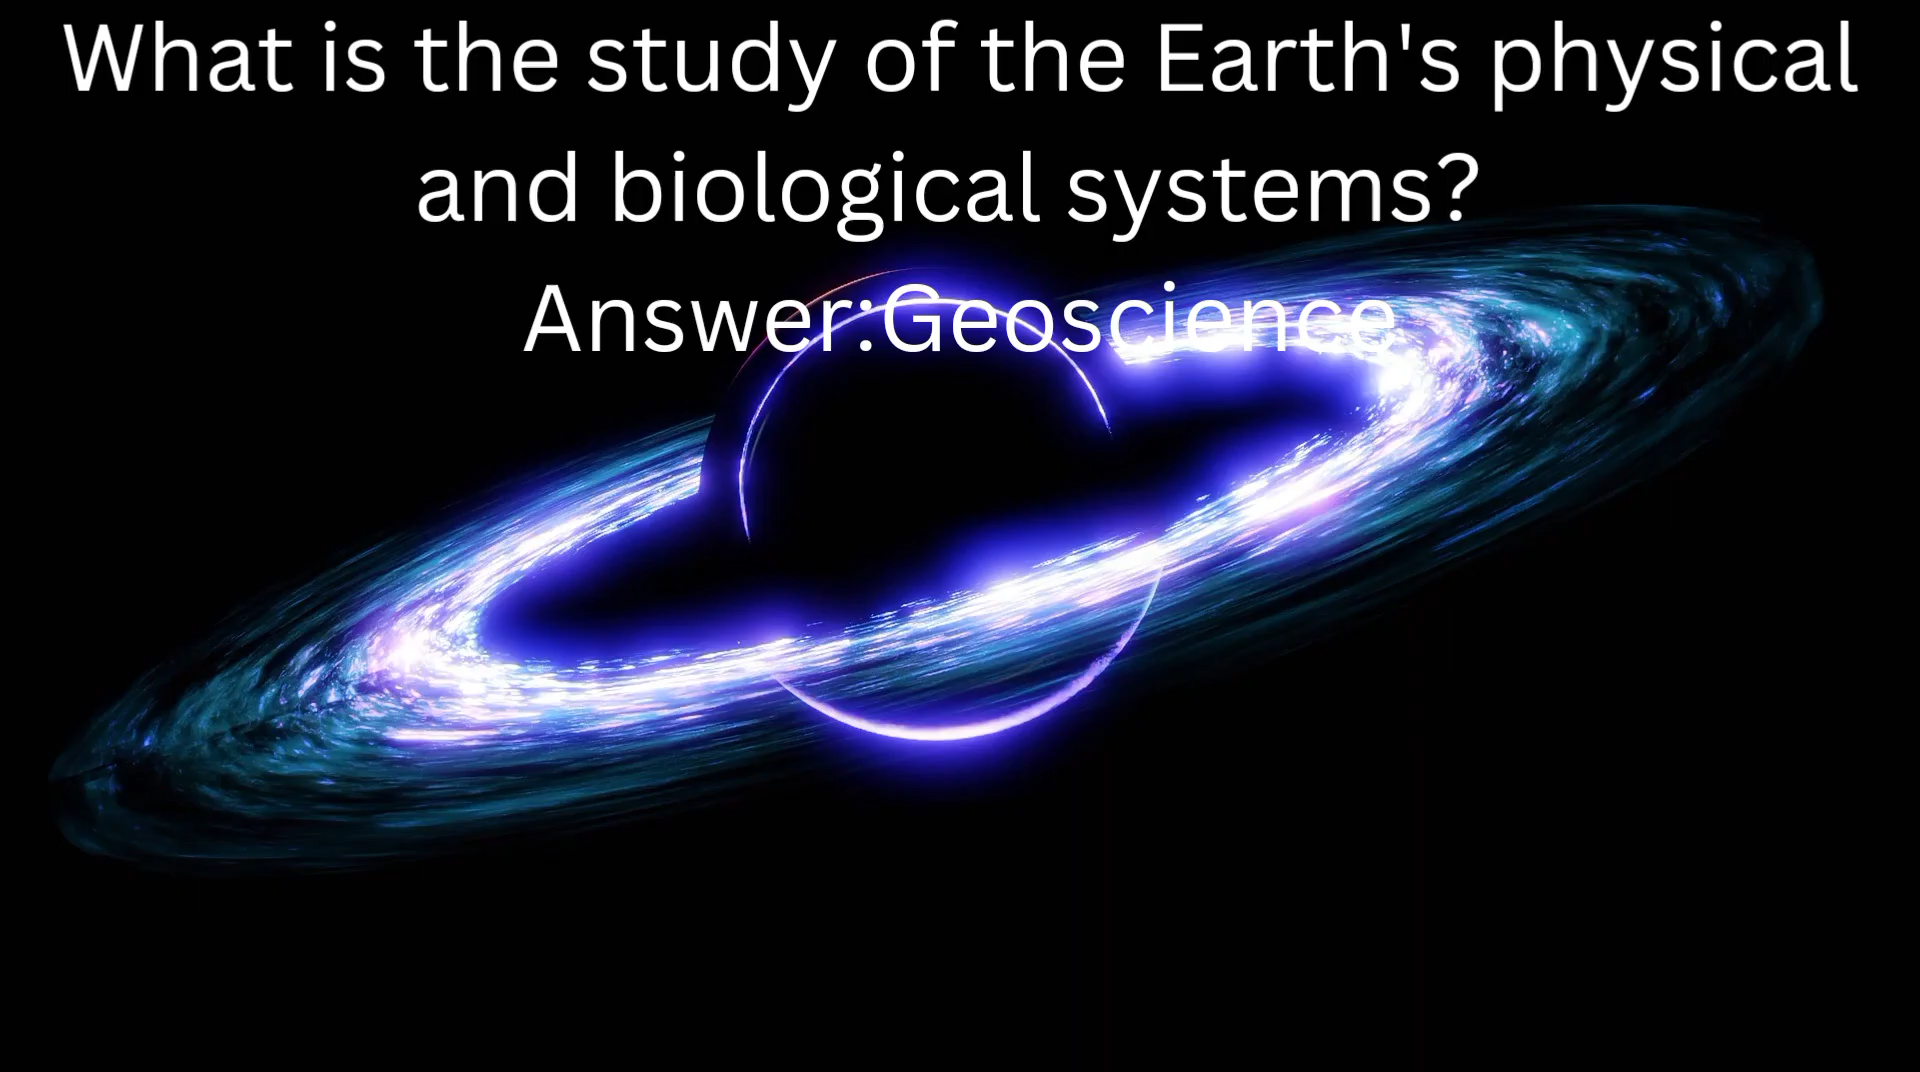 What is the study of the Earth's physical
and biological systems?
Answer:Geoscience